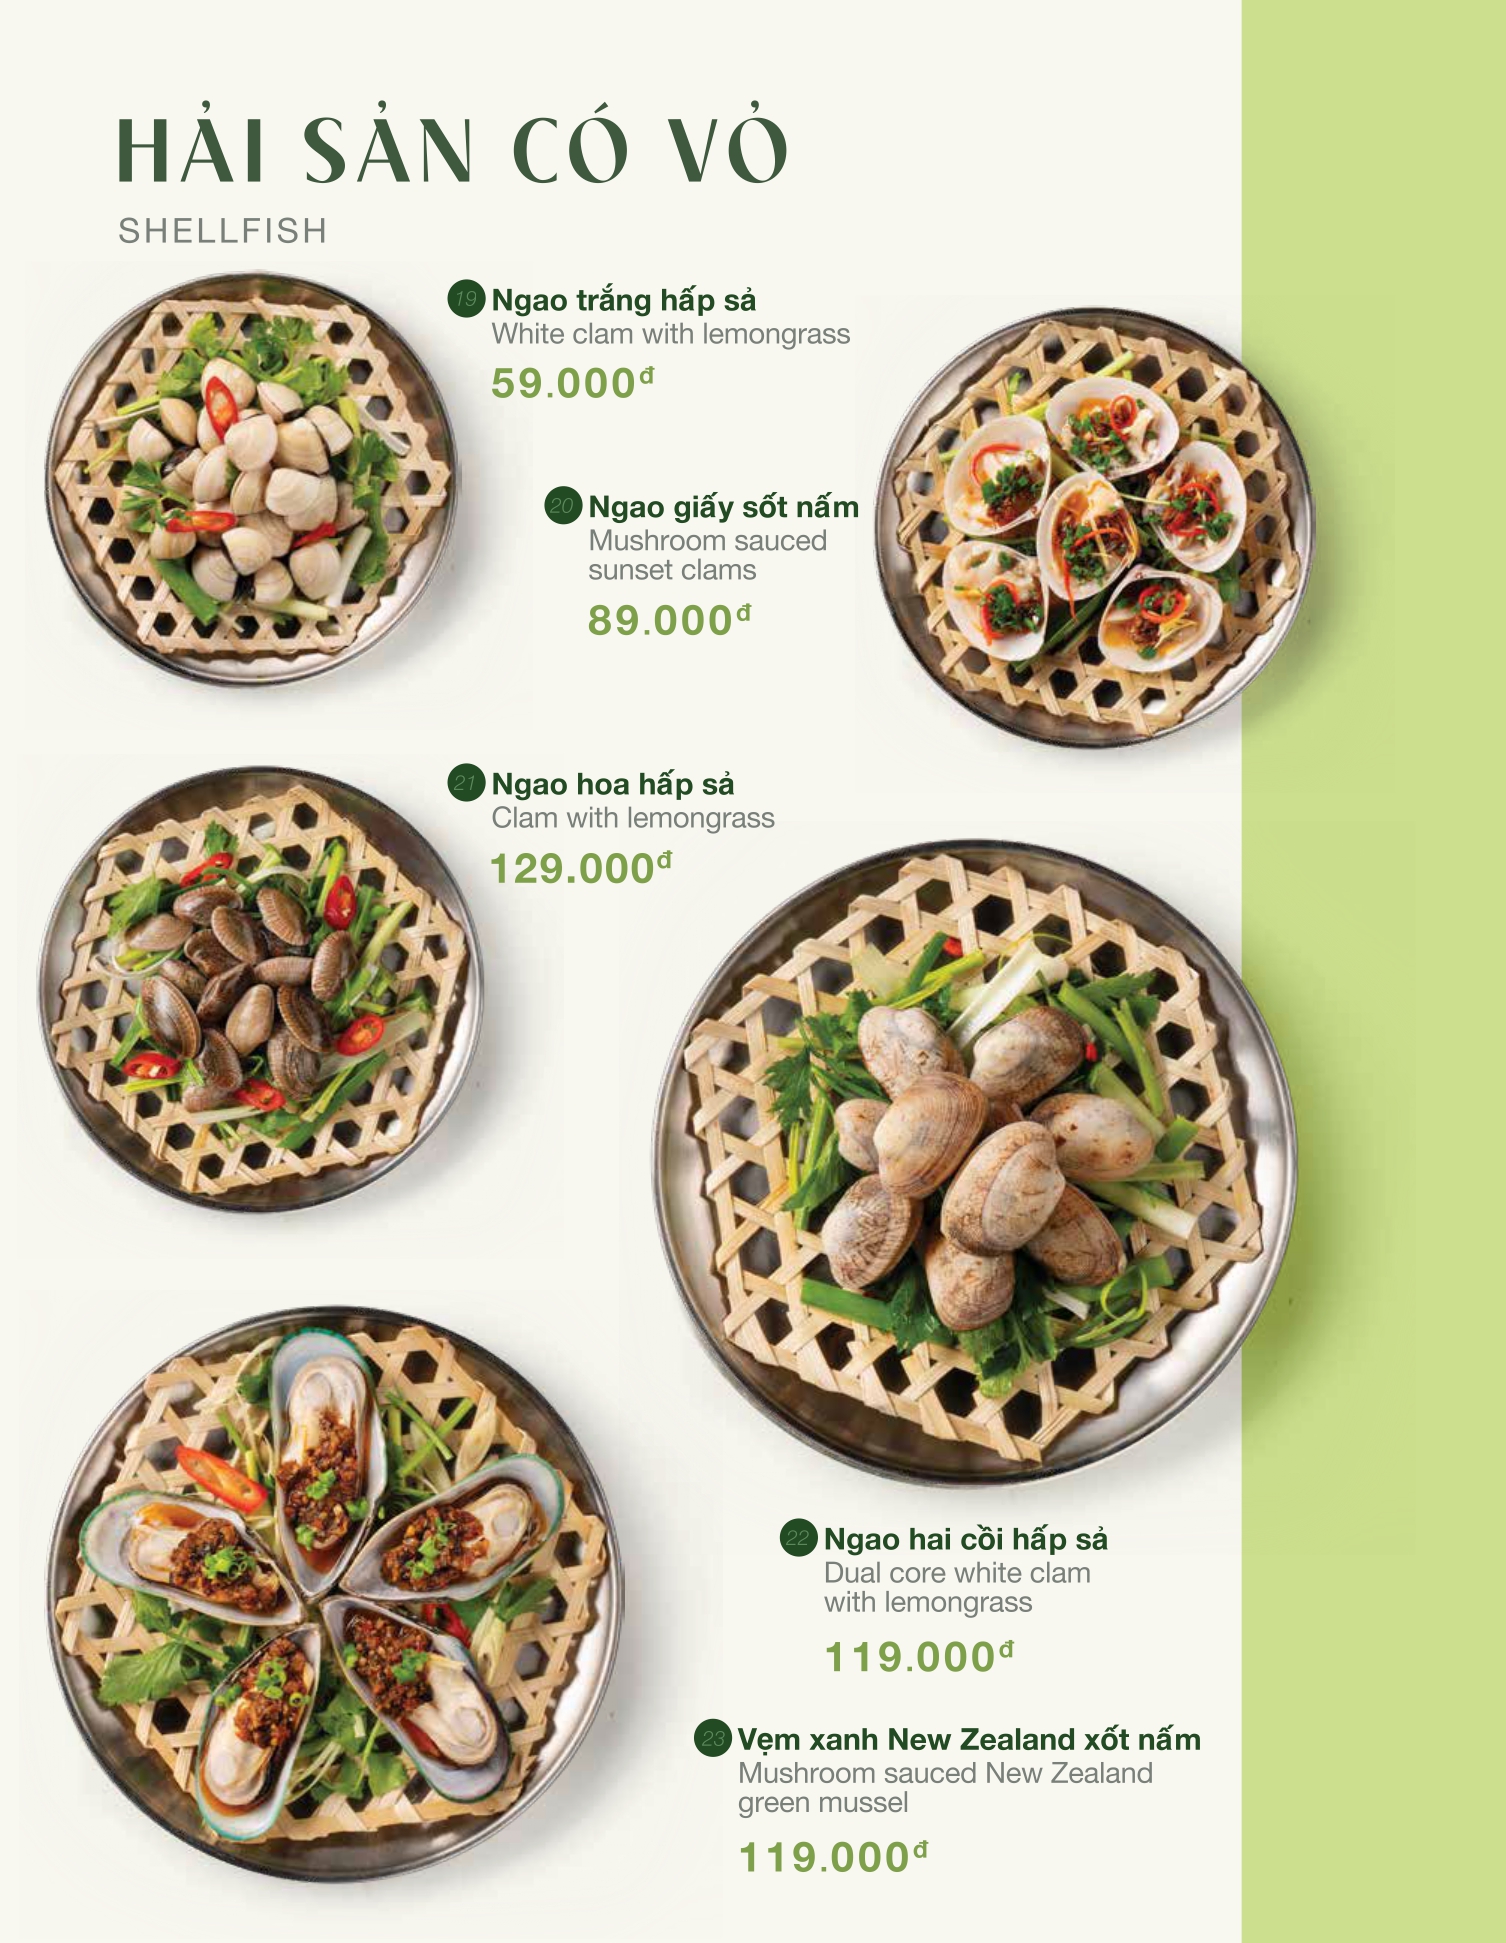 HẢI SẢN CÓ VỎ
SHELLFISH
19 Ngao trắng hấp sả
White clam with lemongrass
59.000đ
20 Ngao giấy sốt nấm
Mushroom sauced
sunset clams
89.000đ
21 Ngao hoa hấp sả
Clam with lemongrass
129.000đ
22 Ngao hai cồi hấp sả
Dual core white clam
with lemongrass
119.000đ
23 Vẹm xanh New Zealand xốt nấm
Mushroom sauced New Zealand
green mussel
119.000đ